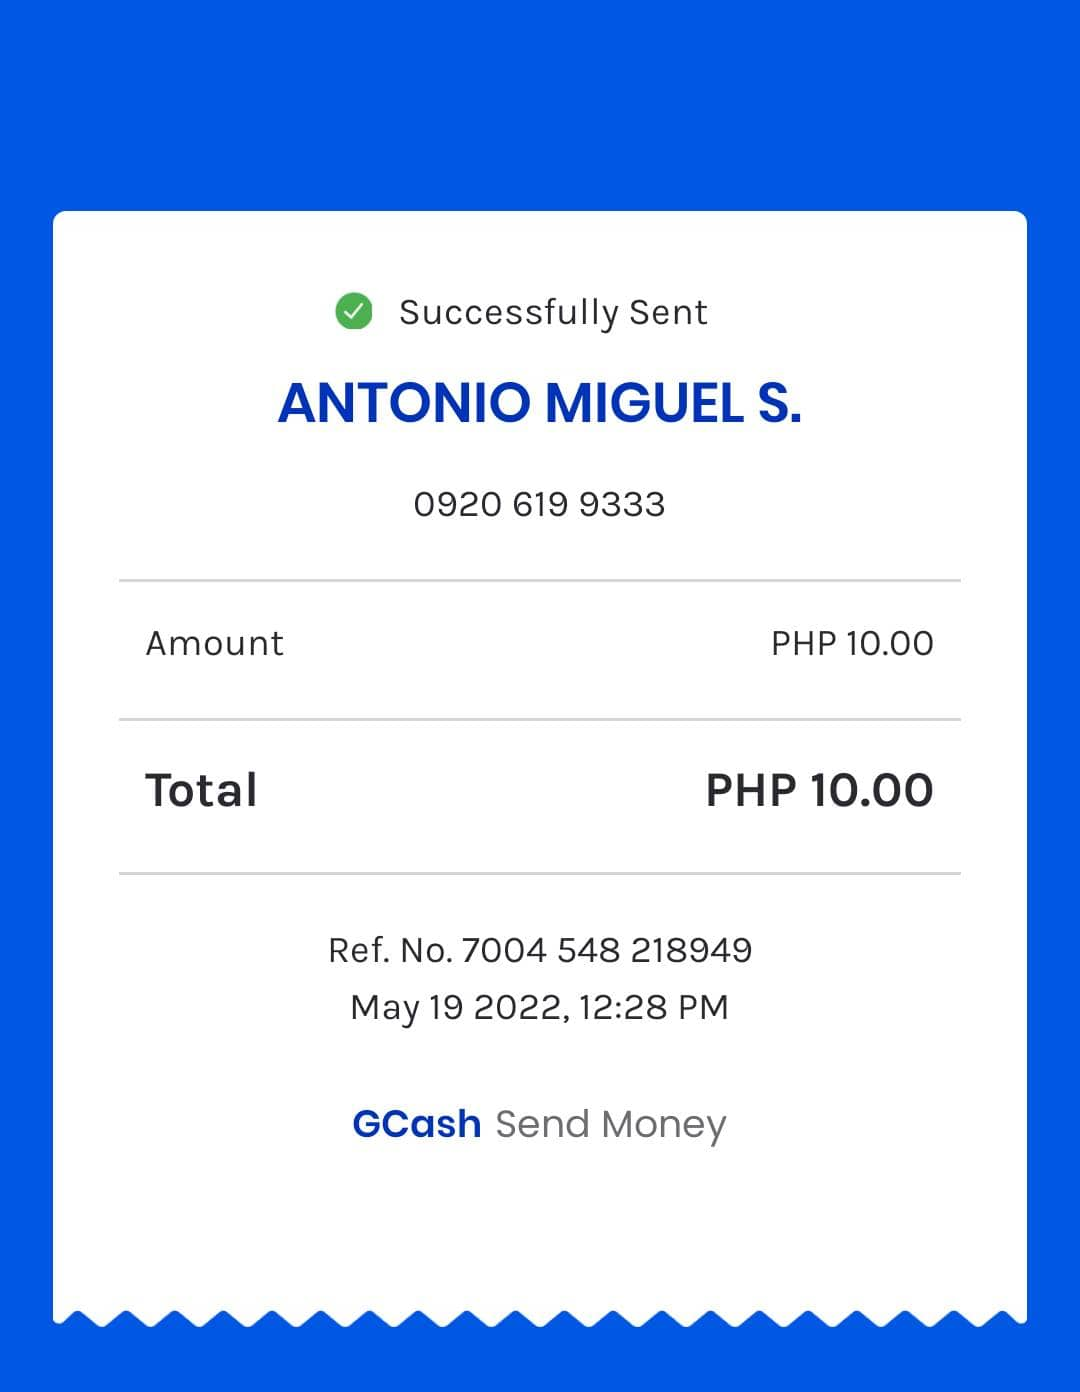 Successfully Sent
ANTONIO MIGUEL S.
0920 619 9333
Amount PHP 10.00
Total PHP 10.00
Ref. No. 7004 548 218949
May 19 2022, 12:28 PM
GCash Send Money